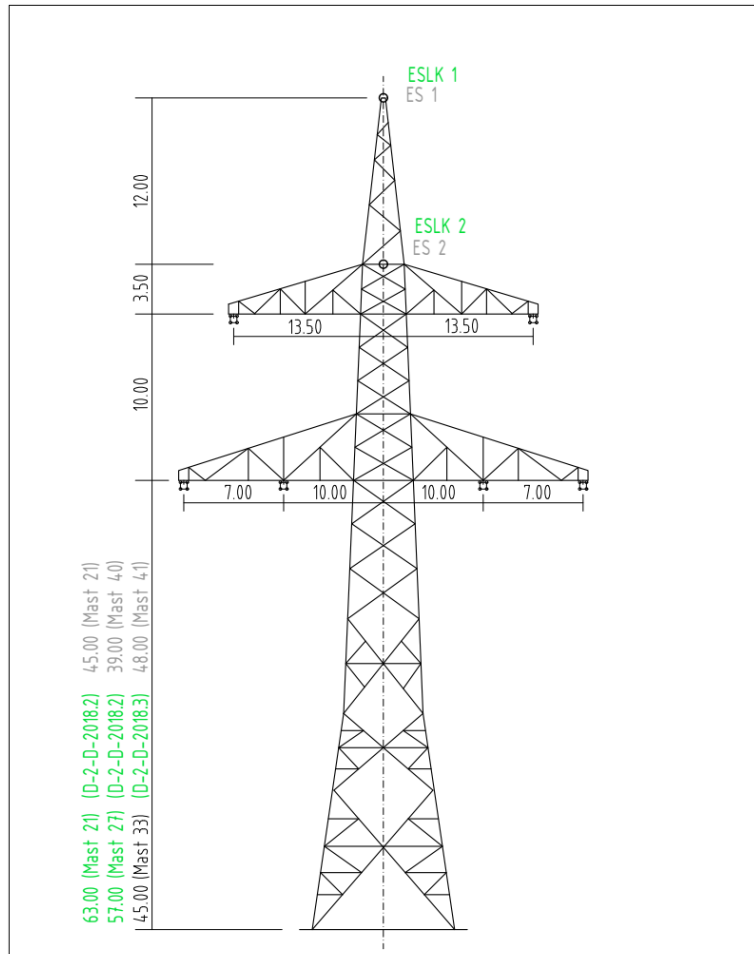 ESLK 1
ES 1
12.00
ESLK 2
ES 2
3.50
13.50 13.50
10.00
7.00 10.00 10.00 7.00
63.00 (Mast 21) (D-2-D-2018.2) 45.00 (Mast 21)
57.00 (Mast 27) (D-2-D-2018.2) 39.00 (Mast 40)
45.00 (Mast 33) (D-2-D-2018.3) 48.00 (Mast 41)